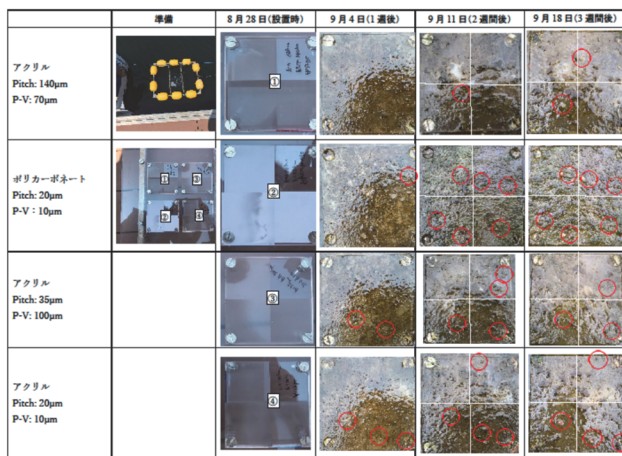 準備
8月28日(設置時)
9月4日(1週後)
9月11日(2週間後)
9月18日(3週間後)
アクリル
Pitch: 140μm
P-V: 70μm
①
ポリカーボネート
Pitch: 20μm
P-V：10μm
①
③
②
④
②
アクリル
Pitch: 35μm
P-V: 100μm
③
アクリル
Pitch: 20μm
P-V: 10μm
④